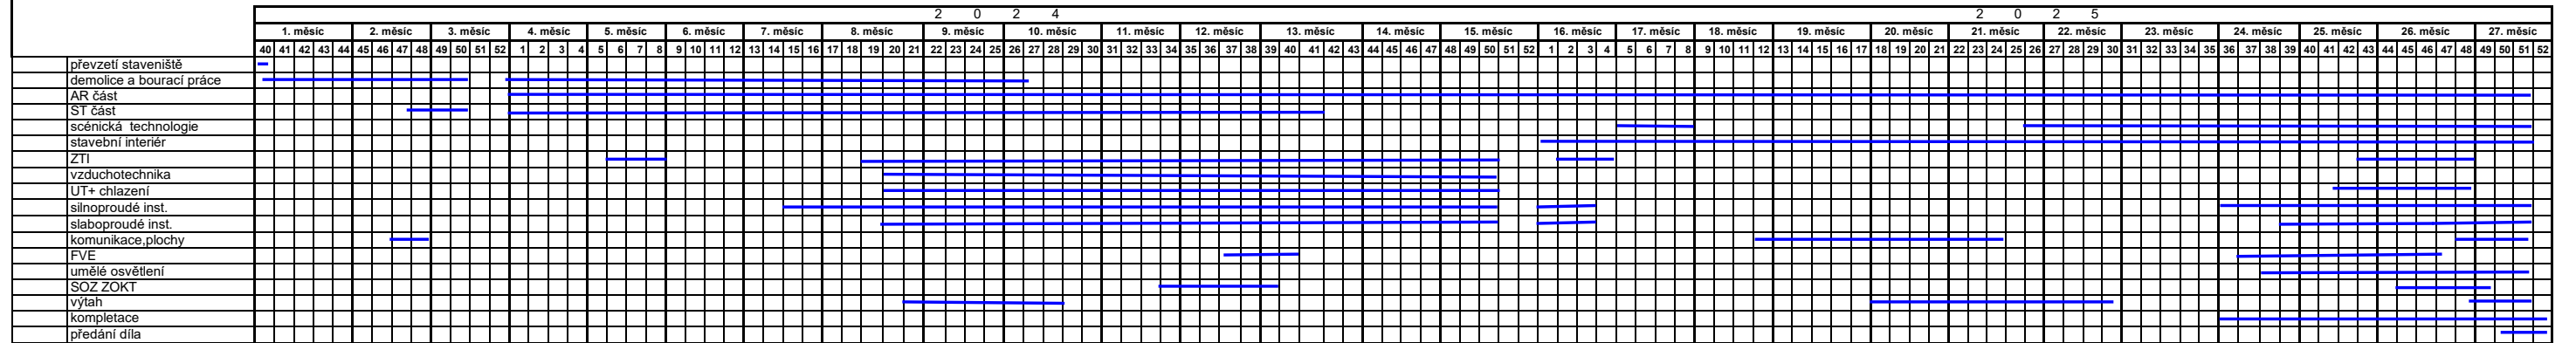 2 0 2 4 2 0 2 5
1. měsíc 2. měsíc 3. měsíc 4. měsíc 5. měsíc 6. měsíc 7. měsíc 8. měsíc 9. měsíc 10. měsíc 11. měsíc 12. měsíc 13. měsíc 14. měsíc 15. měsíc 16. měsíc 17. měsíc 18. měsíc 19. měsíc 20. měsíc 21. měsíc 22. měsíc 23. měsíc 24. měsíc 25. měsíc 26. měsíc 27. měsíc
40 41 42 43 44 45 46 47 48 49 50 51 52 1 2 3 4 5 6 7 8 9 10 11 12 13 14 15 16 17 18 19 20 21 22 23 24 25 26 27 28 29 30 31 32 33 34 35 36 37 38 39 40 41 42 43 44 45 46 47 48 49 50 51 52 1 2 3 4 5 6 7 8 9 10 11 12 13 14 15 16 17 18 19 20 21 22 23 24 25 26 27 28 29 30 31 32 33 34 35 36 37 38 39 40 41 42 43 44 45 46 47 48 49 50 51 52
převzetí staveniště
demolice a bourací práce
AR část
ST část
scénická technologie
stavební interiér
ZTI
vzduchotechnika
UT+ chlazení
silnoproudé inst.
slaboproudé inst.
komunikace,plochy
FVE
umělé osvětlení
SOZ ZOKT
výtah
kompletace
předání díla